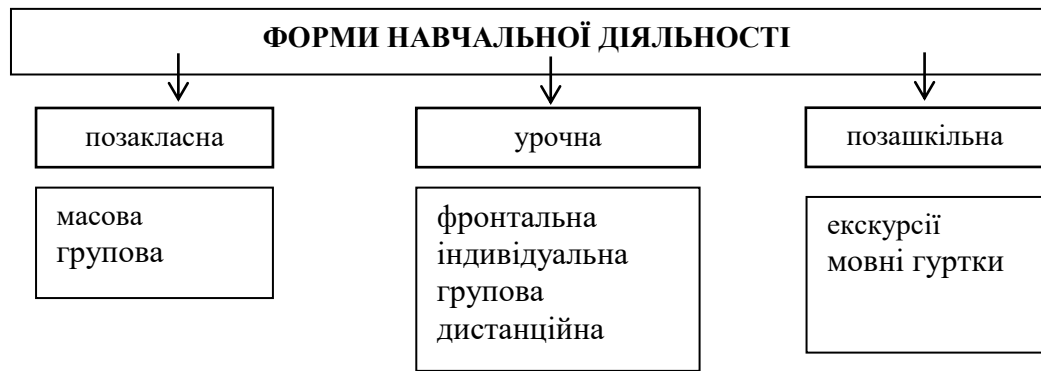 ФОРМИ НАВЧАЛЬНОЇ ДІЯЛЬНОСТІ
позакласна
урочна
позашкільна
масова
групова
фронтальна
індивідуальна
групова
дистанційна
екскурсії
мовні гуртки